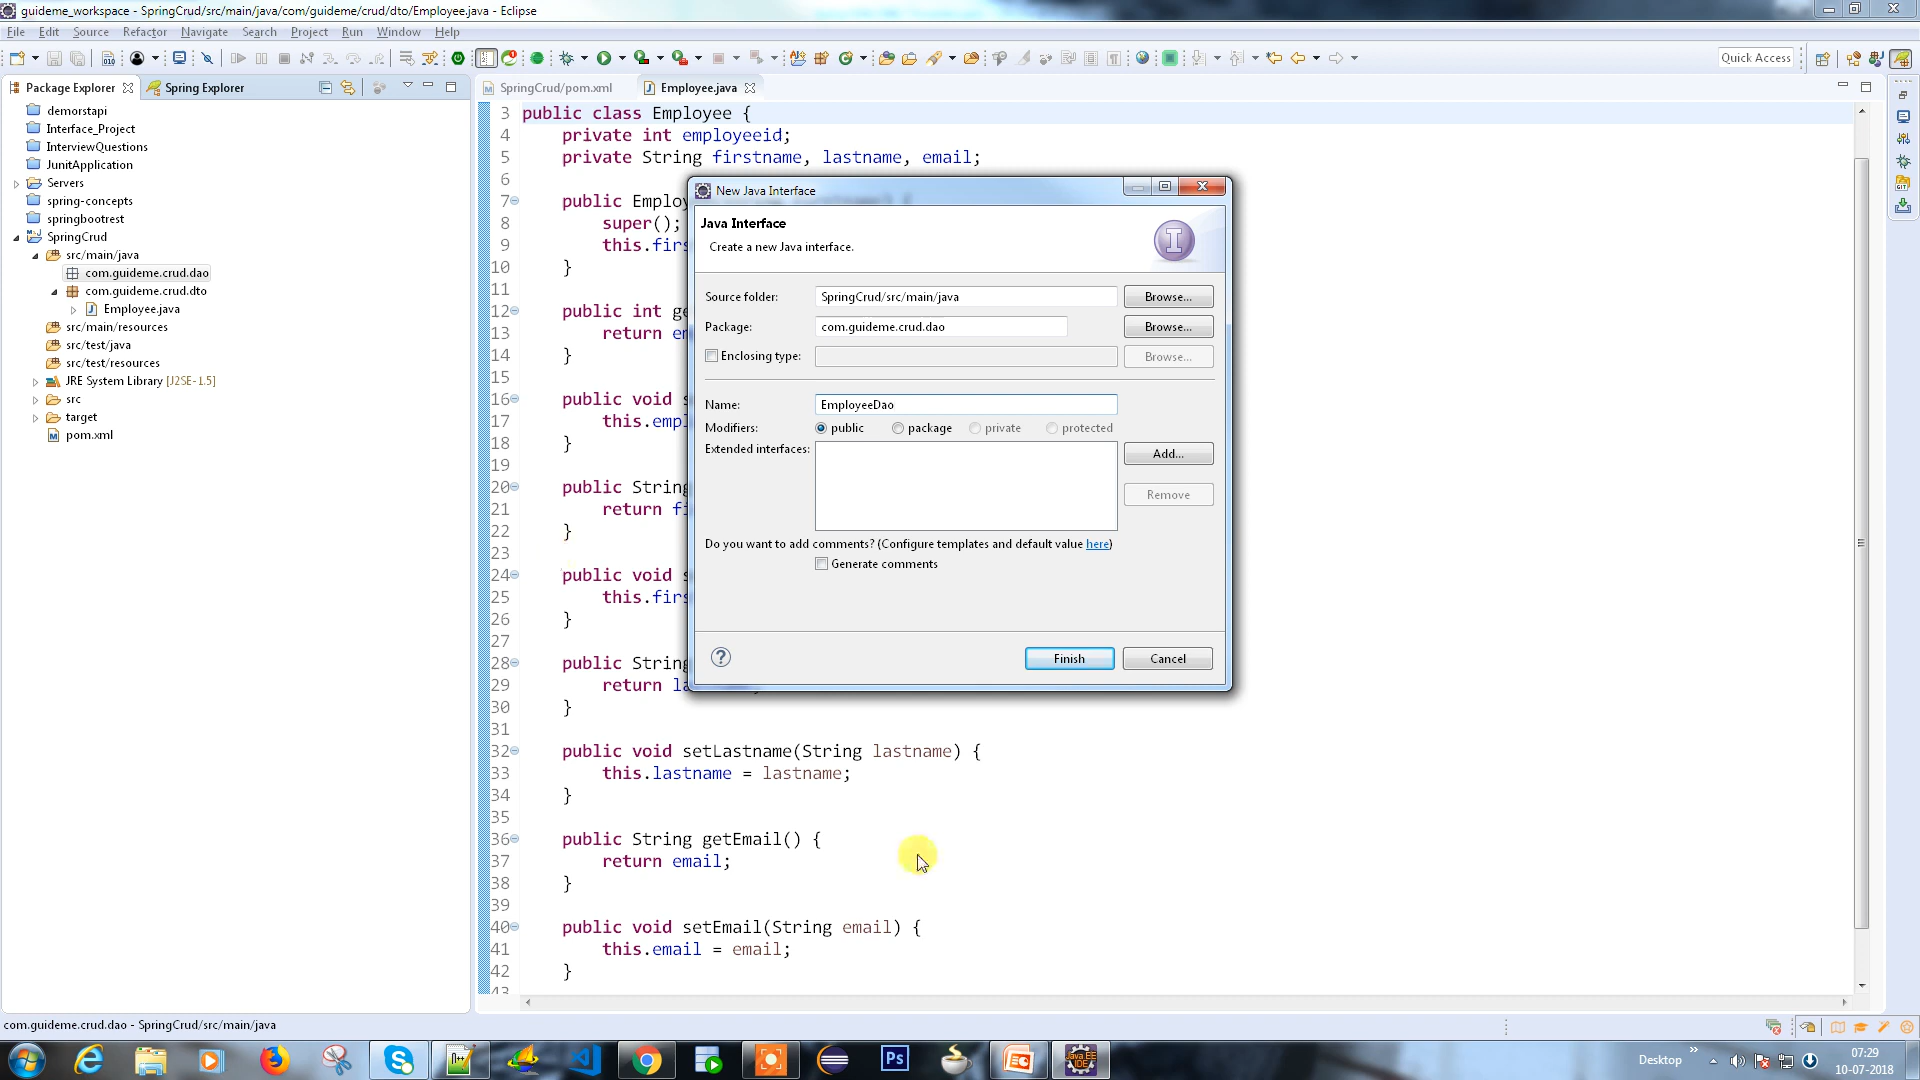 guideme_workspace - SpringCrud/src/main/java/com/guideme/crud/dto/Employee.java - Eclipse
File Edit Source Refactor Navigate Search Project Run Window Help
Quick Access
Package Explorer
Spring Explorer
SpringCrud/pom.xml
Employee.java
demorstapi
Interface_Project
InterviewQuestions
JunitApplication
Servers
spring-concepts
springbootrest
SpringCrud
src/main/java
com.guideme.crud.dao
com.guideme.crud.dto
Employee.java
src/main/resources
src/test/java
src/test/resources
JRE System Library [J2SE-1.5]
src
target
pom.xml
3 public class Employee {
4 private int employeeid;
5 private String firstname, lastname, email;
6
7 public Emplo
8 super();
9 this.firs
10 }
11
12 public int ge
13 return em
14 }
15
16 public void s
17 this.empl
18 }
19
20 public String
21 return fi
22 }
23
24 public void s
25 this.firs
26 }
27
28 public String
29 return la
30 }
31
32 public void setLastname(String lastname) {
33 this.lastname = lastname;
34 }
35
36 public String getEmail() {
37 return email;
38 }
39
40 public void setEmail(String email) {
41 this.email = email;
42 }
43
New Java Interface
Java Interface
Create a new Java interface.
Source folder: SpringCrud/src/main/java Browse...
Package: com.guideme.crud.dao Browse...
Enclosing type: Browse...
Name: EmployeeDao
Modifiers: public package private protected
Extended interfaces: Add...
Remove
Do you want to add comments? (Configure templates and default value here)
Generate comments
Finish Cancel
com.guideme.crud.dao - SpringCrud/src/main/java
Ps
Java EE
IDE
Desktop
07:29
10-07-2018